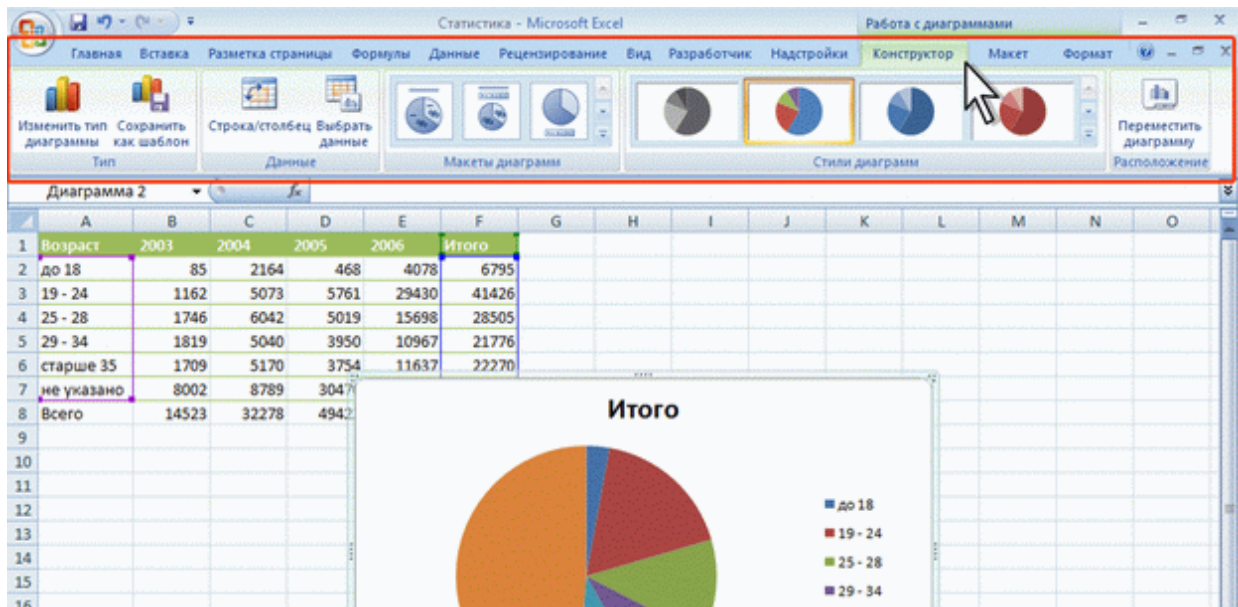 Статистика - Microsoft Excel
Работа с диаграммами
Главная Вставка Разметка страницы Формулы Данные Рецензирование Вид Разработчик Надстройки Конструктор Макет Формат
Изменить тип диаграммы
Сохранить как шаблон
Строка/столбец
Выбрать данные
Переместить диаграмму
Тип Данные Макеты диаграмм Стили диаграмм Расположение
Диаграмма 2 fx
A B C D E F G H I J K L M N O
1 Возраст 2003 2004 2005 2006 Итого
2 до 18 85 2164 468 4078 6795
3 19 - 24 1162 5073 5761 29430 41426
4 25 - 28 1746 6042 5019 15698 28505
5 29 - 34 1819 5040 3950 10967 21776
6 старше 35 1709 5170 3754 11637 22270
7 не указано 8002 8789
8 Всего 14523 32278
Итого
9
10
11
12
13
14
15
16
до 18
19 - 24
25 - 28
29 - 34